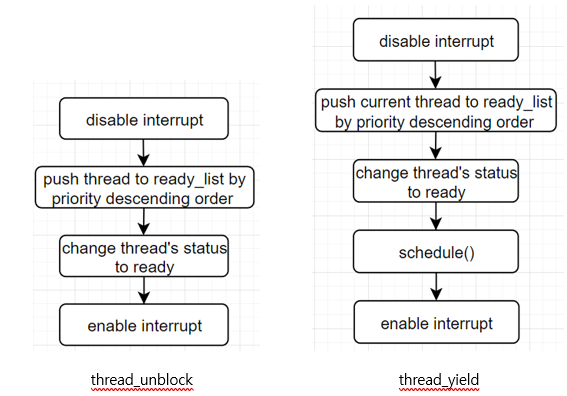 disable interrupt
push thread to ready_list by
priority descending order
change thread's status
to ready
enable interrupt
thread_unblock
disable interrupt
push current thread to ready_list
by priority descending order
change thread's status
to ready
schedule()
enable interrupt
thread_yield